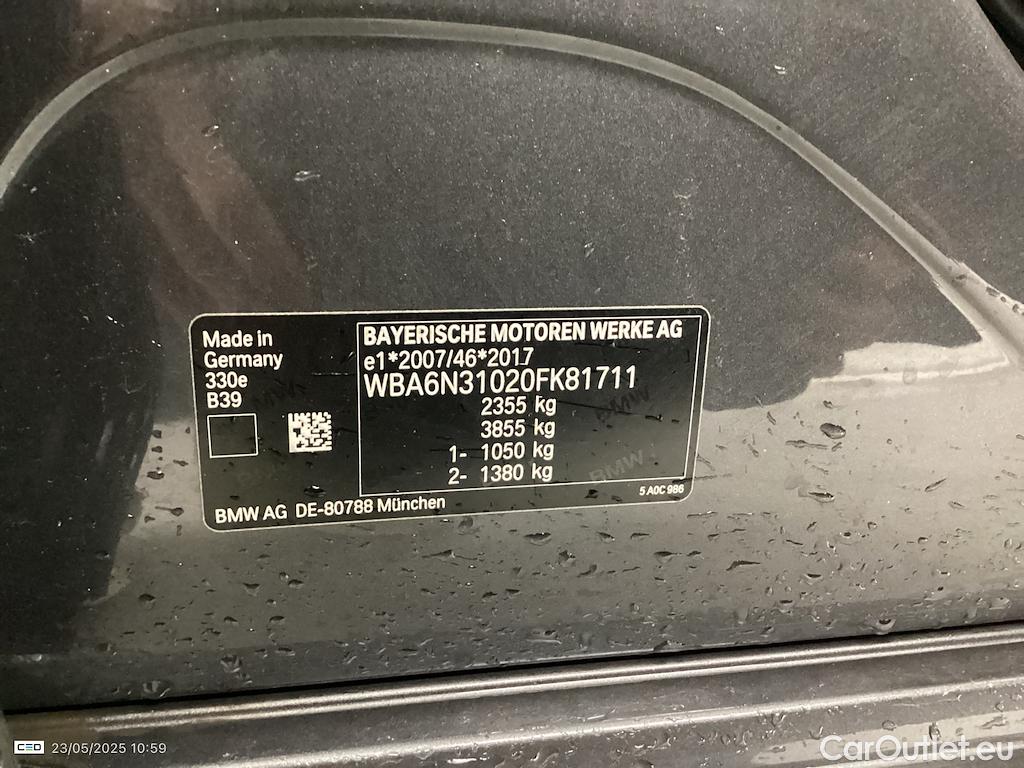 Made in
Germany
330e
B39
BAYERISCHE MOTOREN WERKE AG
e1*2007/46*2017
WBA6N31020FK81711
2355 kg
3855 kg
1- 1050 kg
2- 1380 kg
BMW
BMW
5 A0C 986
BMW AG DE-80788 München
CEO 23/05/2025 10:59
CarOutlet.eu